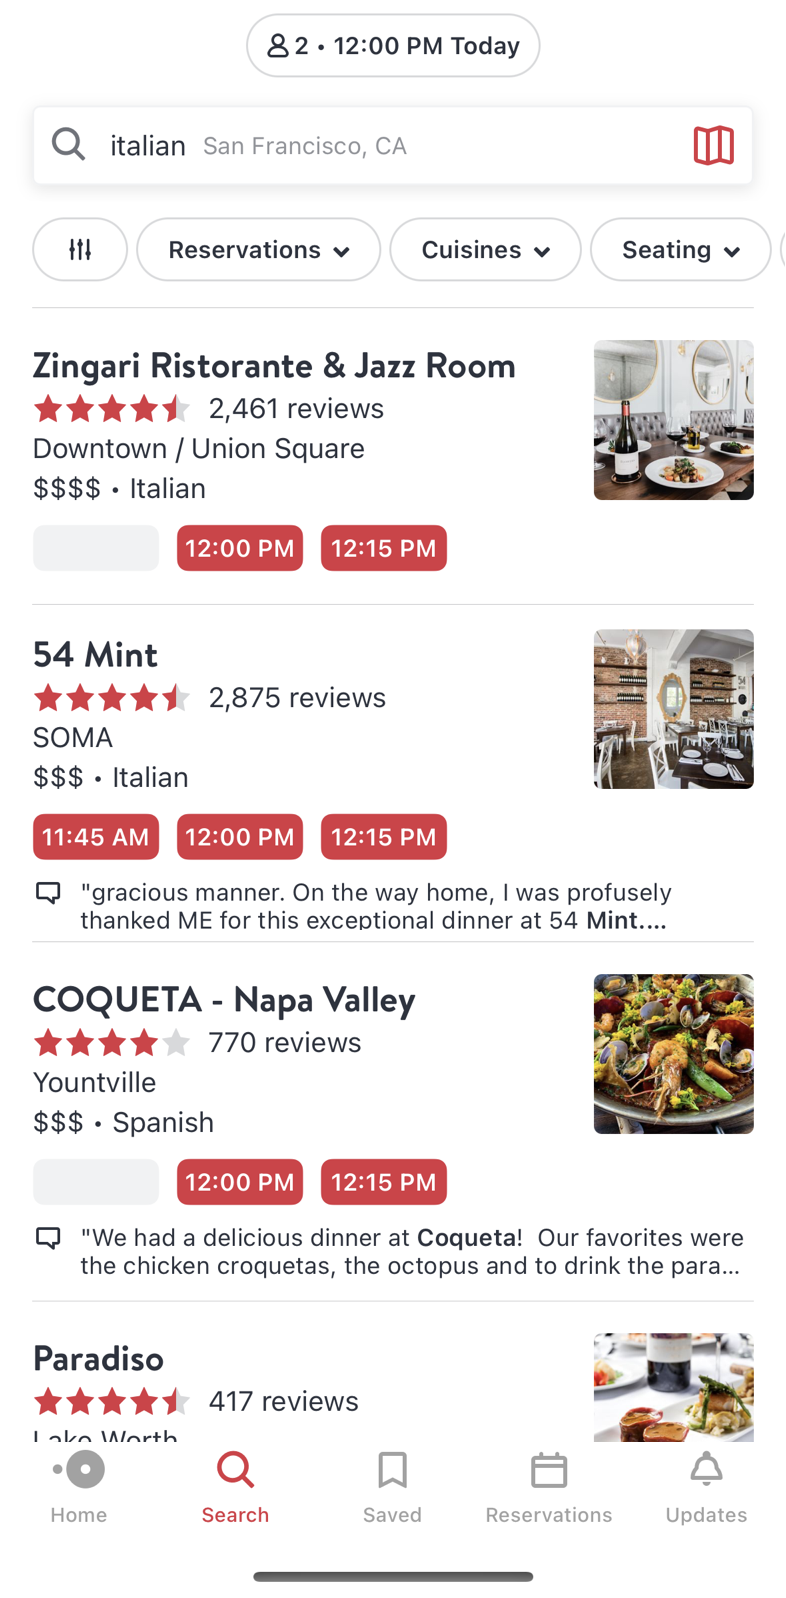 2 • 12:00 PM Today
italian San Francisco, CA
Reservations Cuisines Seating
Zingari Ristorante & Jazz Room
2,461 reviews
Downtown / Union Square
$$$$ • Italian
12:00 PM 12:15 PM
54 Mint
2,875 reviews
SOMA
$$$ • Italian
11:45 AM 12:00 PM 12:15 PM
"gracious manner. On the way home, I was profusely
thanked ME for this exceptional dinner at 54 Mint....
COQUETA - Napa Valley
770 reviews
Yountville
$$$ • Spanish
12:00 PM 12:15 PM
"We had a delicious dinner at Coqueta! Our favorites were
the chicken croquetas, the octopus and to drink the para...
Paradiso
417 reviews
Lake Worth
Home Search Saved Reservations Updates